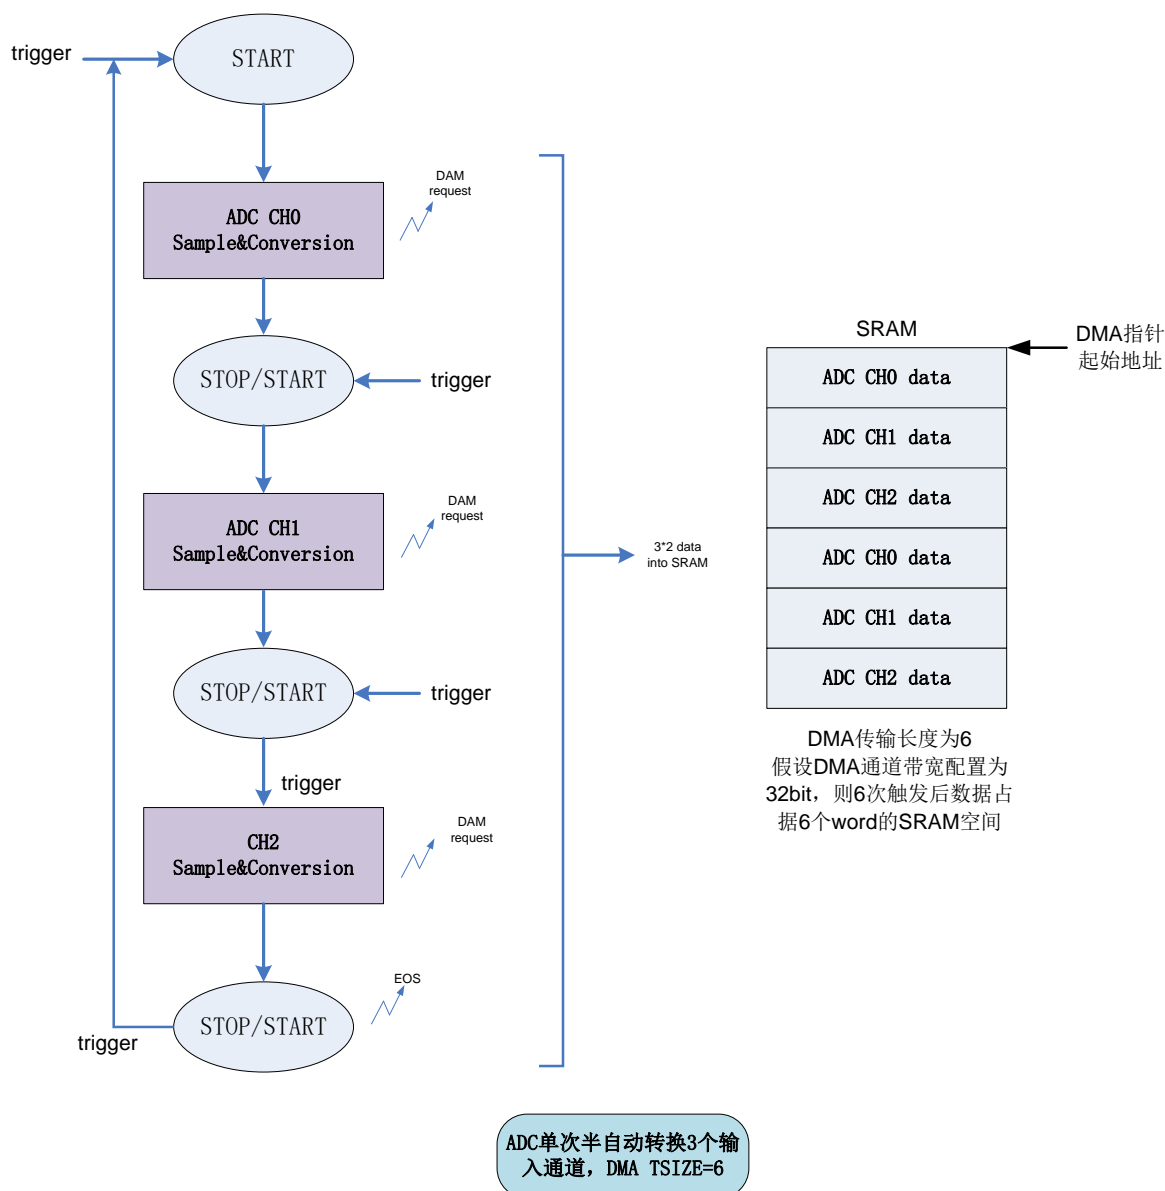 trigger
START
DAM
request
ADC CH0
Sample&Conversion
STOP/START
trigger
DAM
request
ADC CH1
Sample&Conversion
STOP/START
trigger
trigger
DAM
request
CH2
Sample&Conversion
EOS
STOP/START
trigger
3*2 data
into SRAM
SRAM
DMA指针
起始地址
ADC CH0 data
ADC CH1 data
ADC CH2 data
ADC CH0 data
ADC CH1 data
ADC CH2 data
DMA传输长度为6
假设DMA通道带宽配置为
32bit，则6次触发后数据占
据6个word的SRAM空间
ADC单次半自动转换3个输
入通道，DMA TSIZE=6